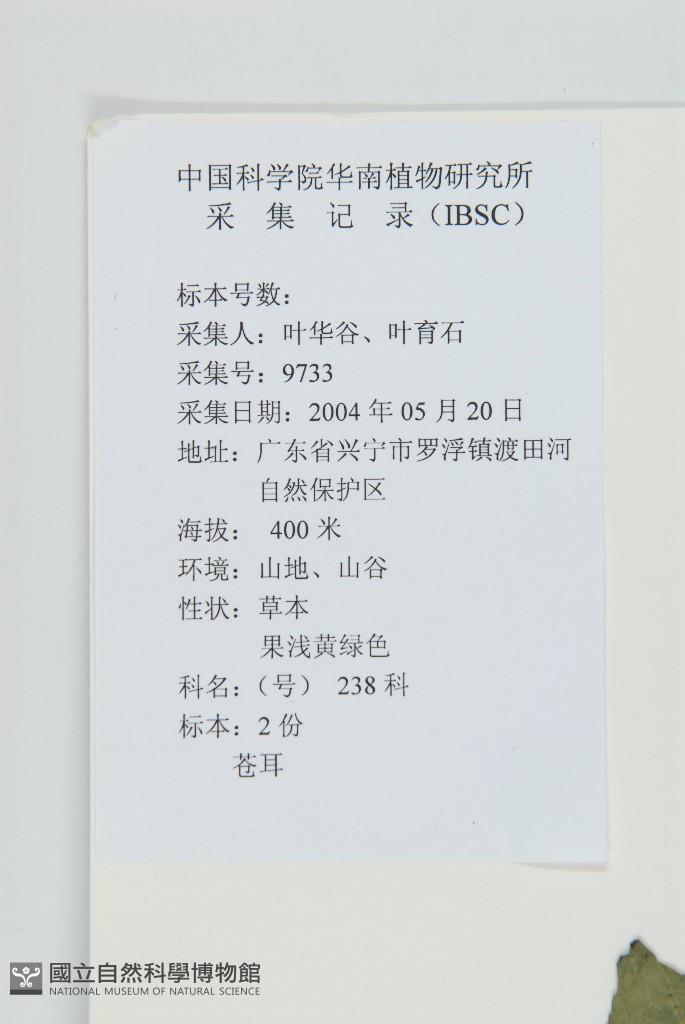 中国科学院华南植物研究所
采 集 记 录（IBSC）
标本号数：
采集人：叶华谷、叶育石
采集号：9733
采集日期：2004 年 05 月 20 日
地址：广东省兴宁市罗浮镇渡田河
自然保护区
海拔： 400 米
环境：山地、山谷
性状：草本
果浅黄绿色
科名：（号） 238 科
标本：2 份
苍耳
國立自然科學博物館
NATIONAL MUSEUM OF NATURAL SCIENCE